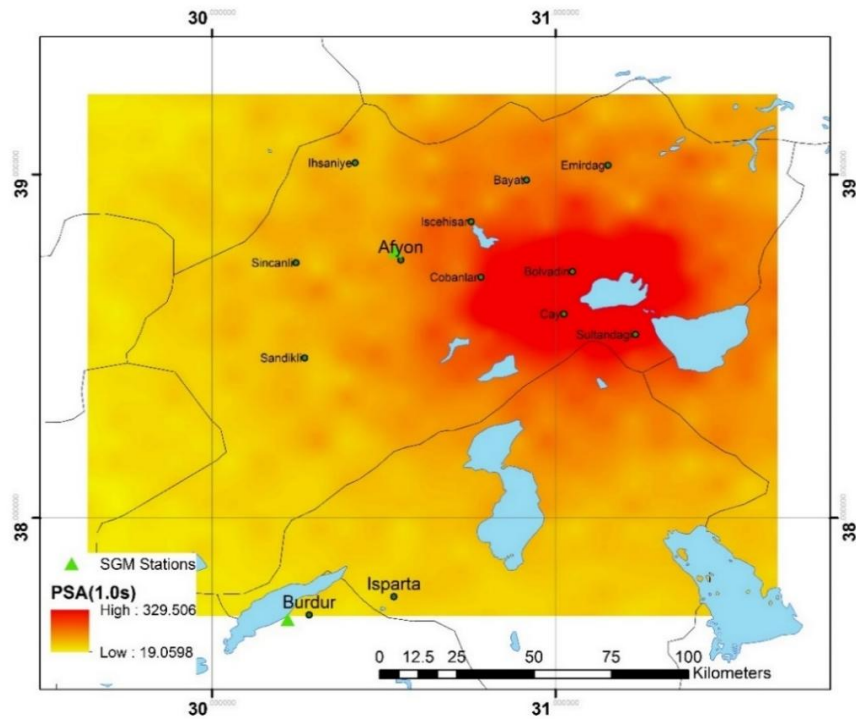 30 31
39 39
Ihsaniye
Bayat
Emirdag
Iscehisar
Afyon
Sincanli
Cobanlar
Bolvadin
Cay
Sultandagi
Sandikli
38 38
SGM Stations
PSA(1.0s)
High : 329.506
Low : 19.0598
Isparta
Burdur
0 12.5 25 50 75 100
Kilometers
30 31